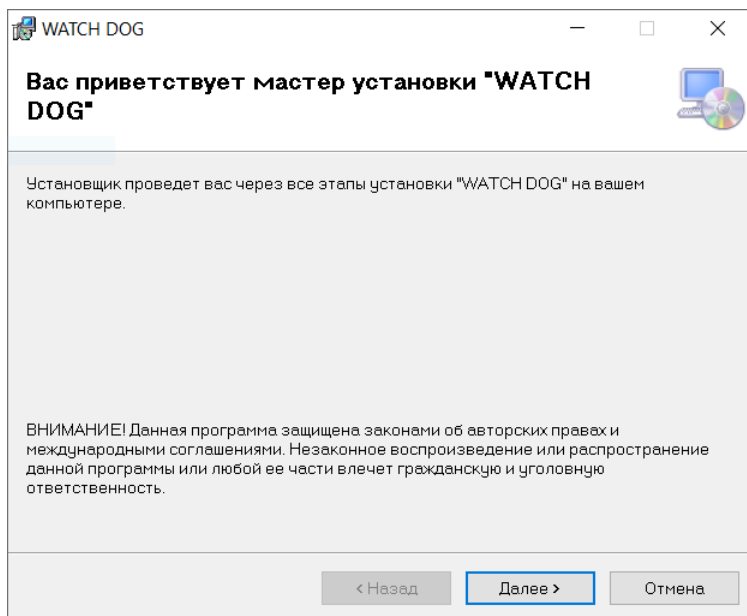 WATCH DOG
Вас приветствует мастер установки "WATCH
DOG"
Установщик проведет вас через все этапы установки "WATCH DOG" на вашем
компьютере.
ВНИМАНИЕ! Данная программа защищена законами об авторских правах и
международными соглашениями. Незаконное воспроизведение или распространение
данной программы или любой ее части влечет гражданскую и уголовную
ответственность.
< Назад Далее > Отмена